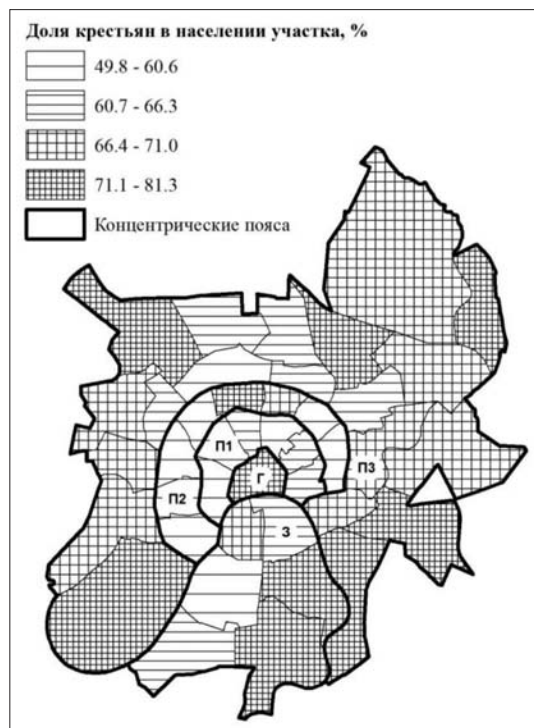 Доля крестьян в населении участка, %
49.8 - 60.6
60.7 - 66.3
66.4 - 71.0
71.1 - 81.3
Концентрические пояса
П1
Г
П3
П2
З